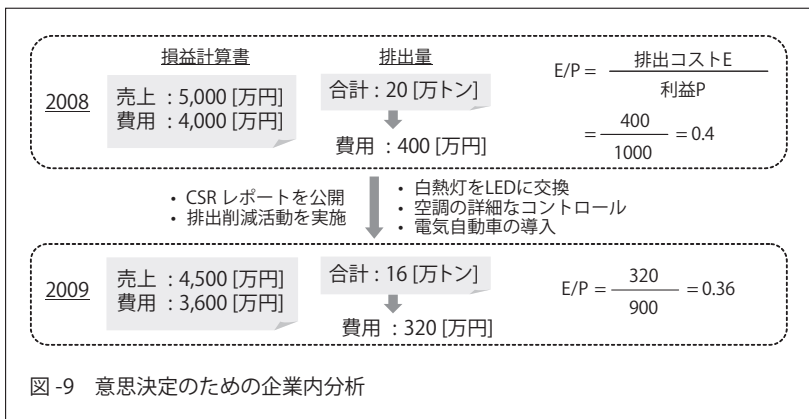 損益計算書
排出量
2008
売上：5,000 [万円]
費用：4,000 [万円]
合計：20 [万トン]
費用：400 [万円]
E/P =
排出コストE
利益P
=
400
1000
= 0.4
・ CSR レポートを公開
・ 排出削減活動を実施
・ 白熱灯をLEDに交換
・ 空調の詳細なコントロール
・ 電気自動車の導入
2009
売上：4,500 [万円]
費用：3,600 [万円]
合計：16 [万トン]
費用：320 [万円]
E/P =
320
900
= 0.36
図 -9　意思決定のための企業内分析